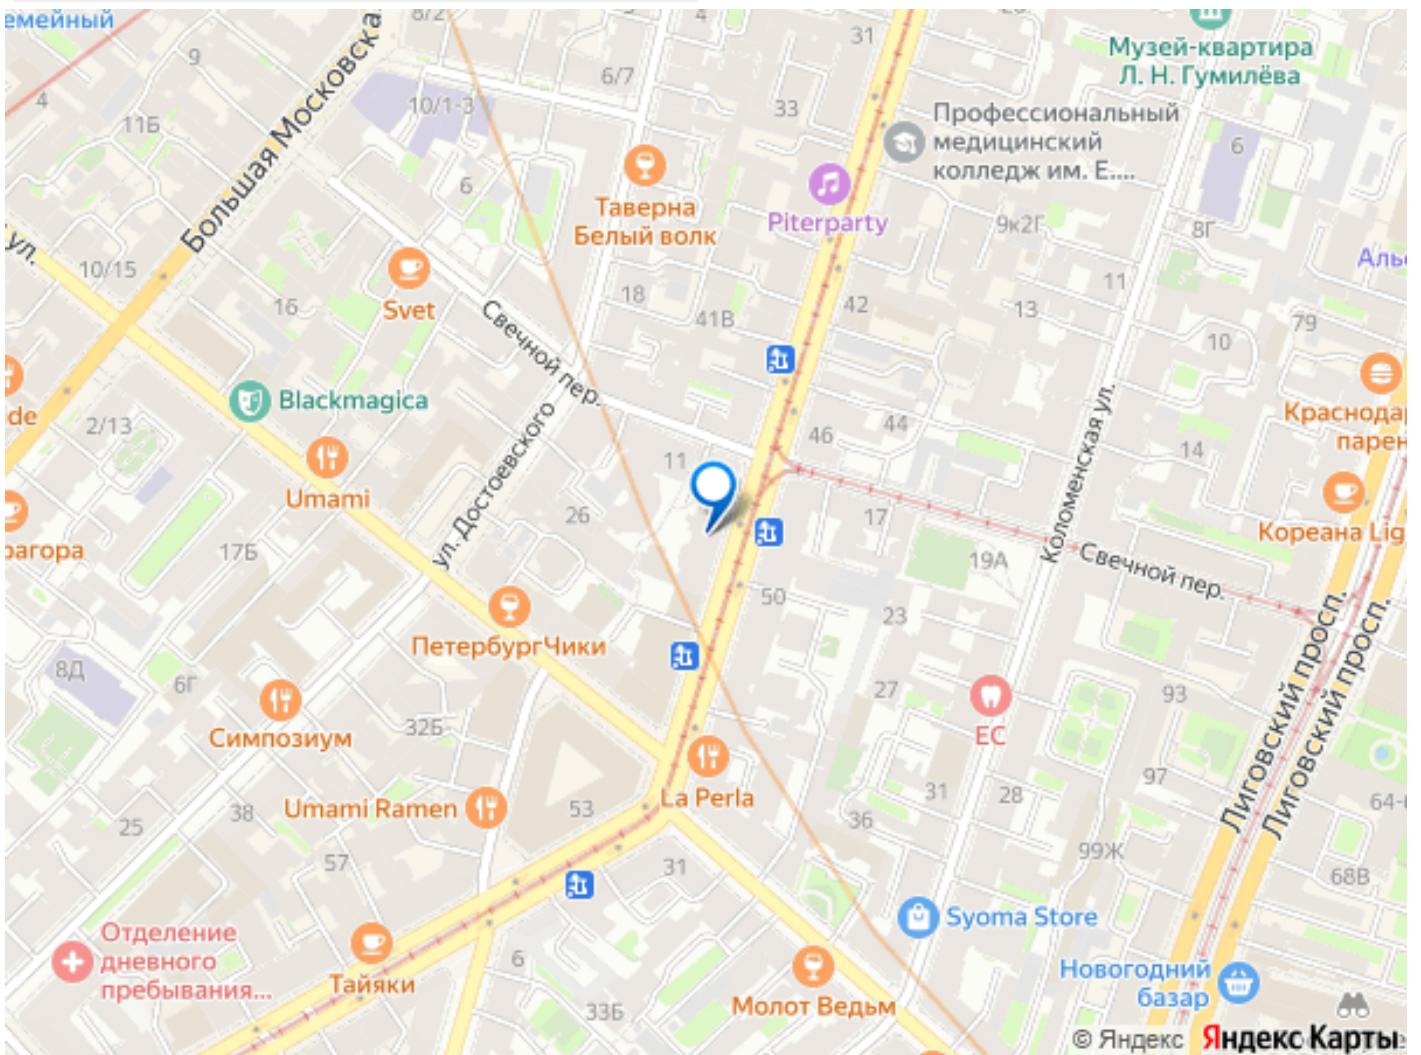 емейный
8/2
4
31
Музей-квартира
Л. Н. Гумилёва
9
6/7
4
10/1-3
33
Профессиональный
медицинский
колледж им. Е....
11Б
6
Большая Московска
6
Таверна
Белый волк
Piterparty
9к2Г
8Г
ул.
10/15
Аль
16
Svet
18
41В
42
11
13
Свечной пер.
79
10
Blackmagica
de
2/13
Краснодар
парен
44
46
14
11
Umami
ул. Достоевского
Коломенская ул.
26
17
Кореана Lig
рагора
17Б
19А
Свечной пер.
50
23
ПетербургЧики
8Д
6Г
27
93
Лиговский просп.
Лиговский просп.
32Б
Симпозиум
EC
97
La Perla
Umami Ramen
53
31
28
64-
25
38
36
57
31
99Ж
68В
Syoma Store
Отделение
дневного
пребывания...
6
Тайяки
Новогодний
базар
33Б
Молот Ведьм
© Яндекс
Яндекс Карты